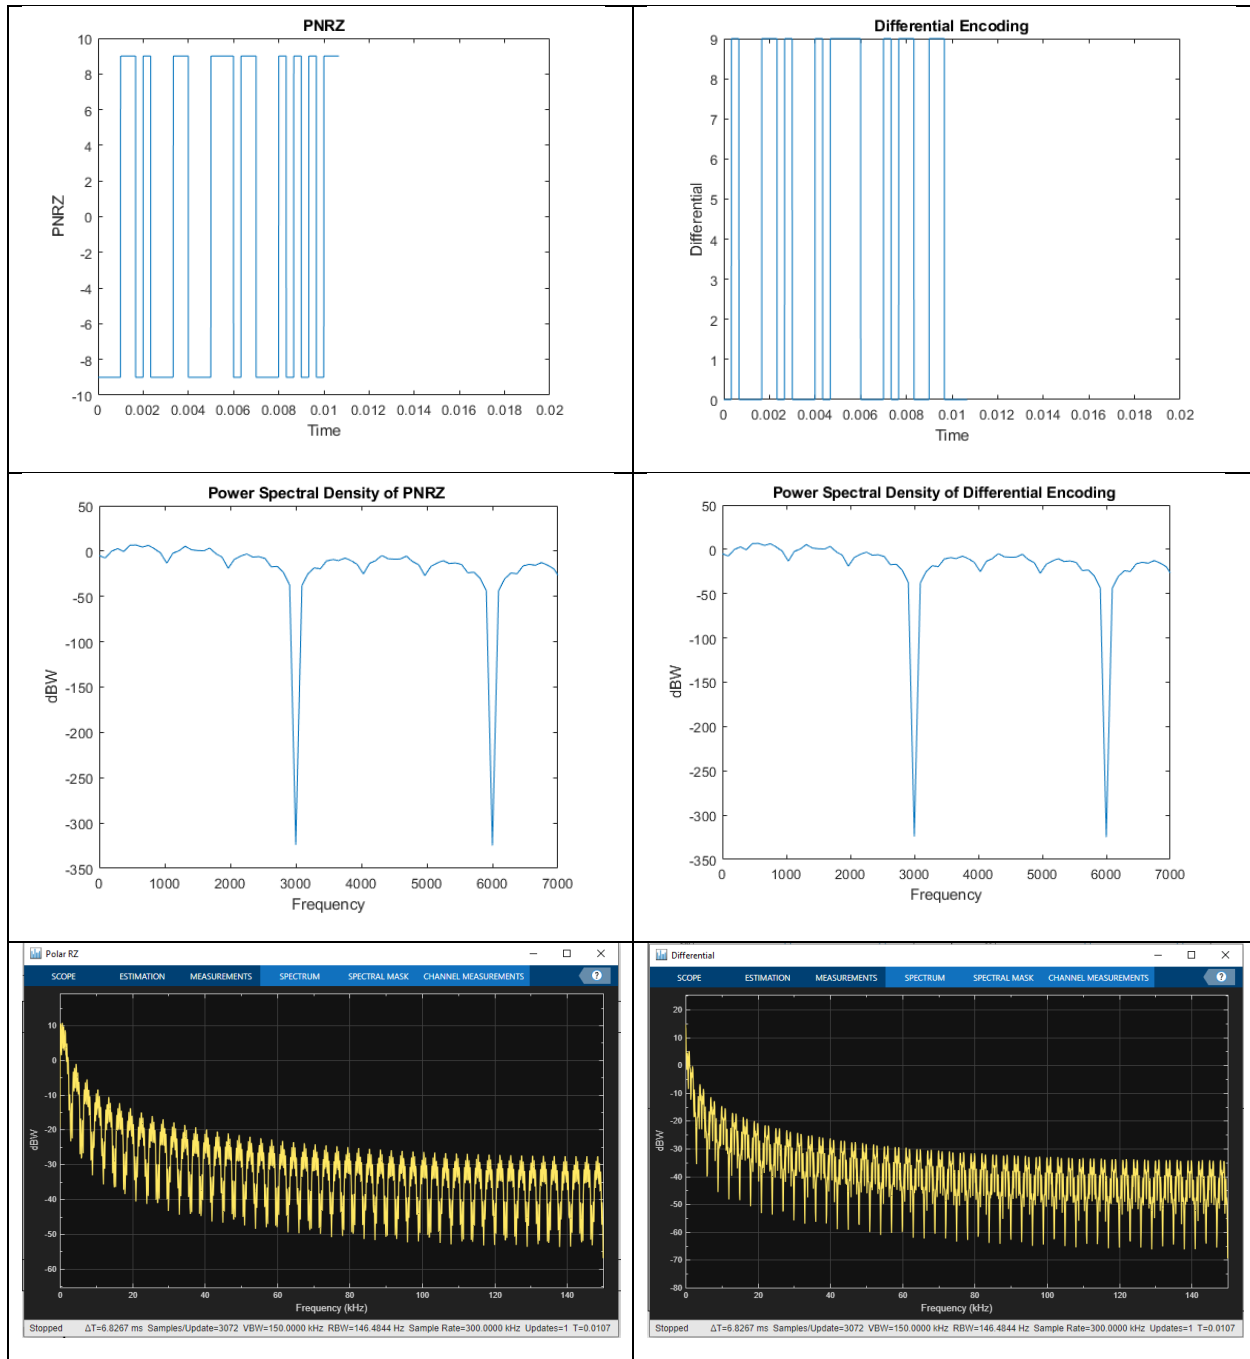 PNRZ
10
8
6
4
2
0
-2
-4
-6
-8
-10
PNRZ
0 0.002 0.004 0.006 0.008 0.01 0.012 0.014 0.016 0.018 0.02
Time
Differential Encoding
9
8
7
6
5
4
3
2
1
0
Differential
0 0.002 0.004 0.006 0.008 0.01 0.012 0.014 0.016 0.018 0.02
Time
Power Spectral Density of PNRZ
50
0
-50
-100
-150
-200
-250
-300
-350
dBW
0 1000 2000 3000 4000 5000 6000 7000
Frequency
Power Spectral Density of Differential Encoding
50
0
-50
-100
-150
-200
-250
-300
-350
dBW
0 1000 2000 3000 4000 5000 6000 7000
Frequency
Polar RZ
SCOPE ESTIMATION MEASUREMENTS SPECTRUM SPECTRAL MASK CHANNEL MEASUREMENTS ?
10
0
-10
-20
-30
-40
-50
-60
dBW
0 20 40 60 80 100 120 140
Frequency (kHz)
Stopped ΔT=6.8267 ms Samples/Update=3072 VBW=150.0000 kHz RBW=146.4844 Hz Sample Rate=300.0000 kHz Updates=1 T=0.0107
Differential
SCOPE ESTIMATION MEASUREMENTS SPECTRUM SPECTRAL MASK CHANNEL MEASUREMENTS ?
20
10
0
-10
-20
-30
-40
-50
-60
-70
-80
dBW
0 20 40 60 80 100 120 140
Frequency (kHz)
Stopped ΔT=6.8267 ms Samples/Update=3072 VBW=150.0000 kHz RBW=146.4844 Hz Sample Rate=300.0000 kHz Updates=1 T=0.0107